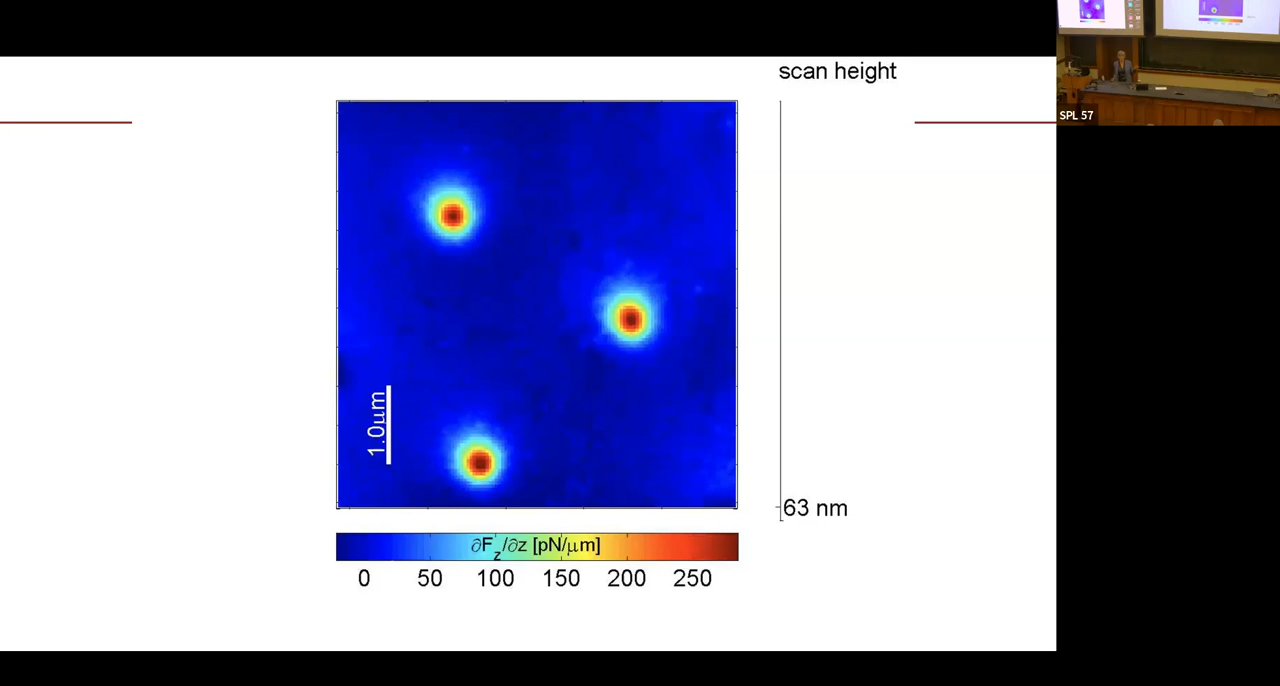 scan height
SPL 57
1.0μm
63 nm
∂Fz/∂z [pN/μm]
0 50 100 150 200 250